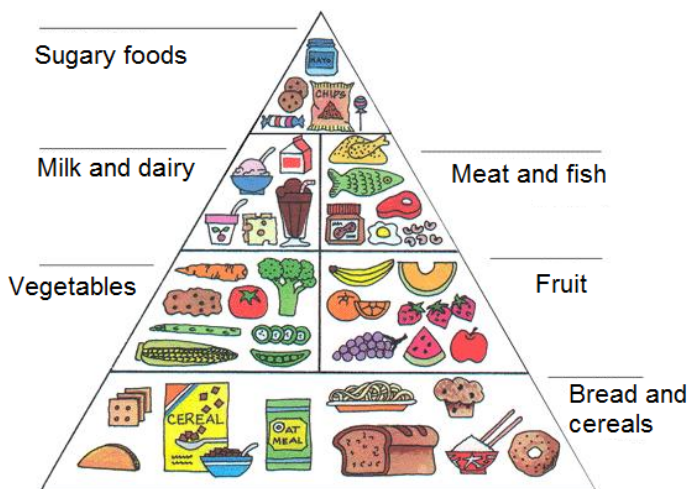 Sugary foods
MAYO
CHIPS
Milk and dairy
Meat and fish
Vegetables
Fruit
Bread and
cereals
CEREAL
OAT
MEAL